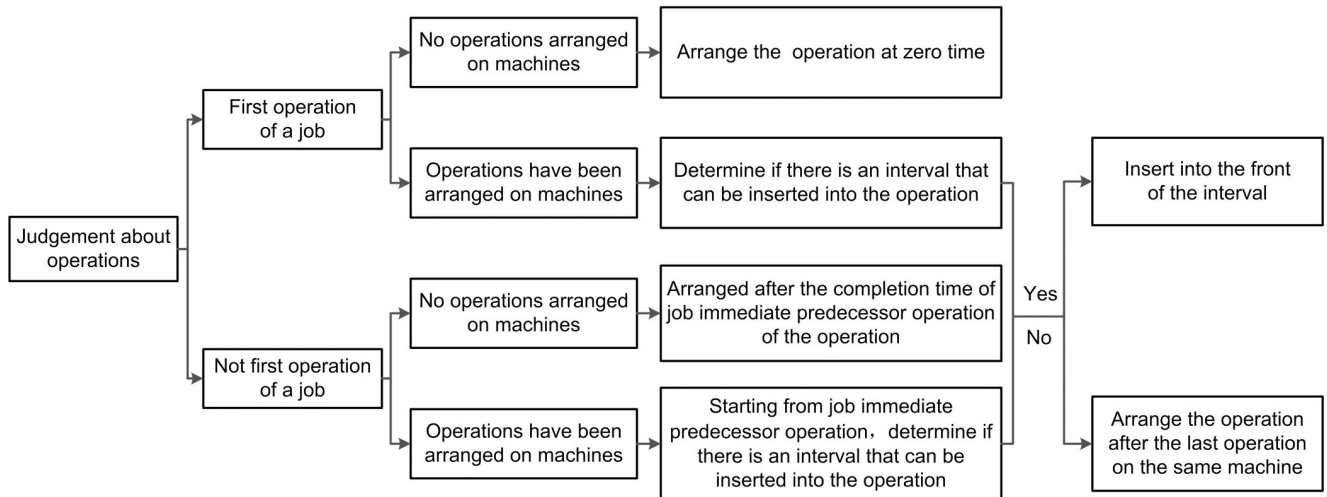 Judgement about
operations
First operation
of a job
Not first operation
of a job
No operations arranged
on machines
Operations have been
arranged on machines
No operations arranged
on machines
Operations have been
arranged on machines
Arrange the operation at zero time
Determine if there is an interval that
can be inserted into the operation
Arranged after the completion time of
job immediate predecessor operation
of the operation
Starting from job immediate
predecessor operation，determine if
there is an interval that can be
inserted into the operation
Yes
No
Insert into the front
of the interval
Arrange the operation
after the last operation
on the same machine